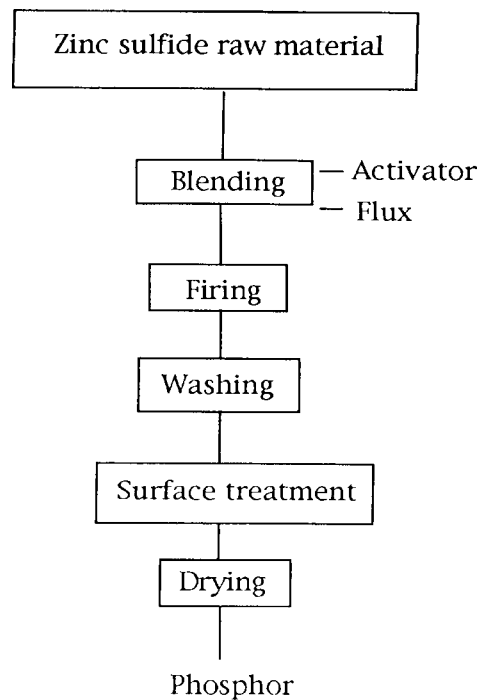 Zinc sulfide raw material
Blending
Activator
Flux
Firing
Washing
Surface treatment
Drying
Phosphor